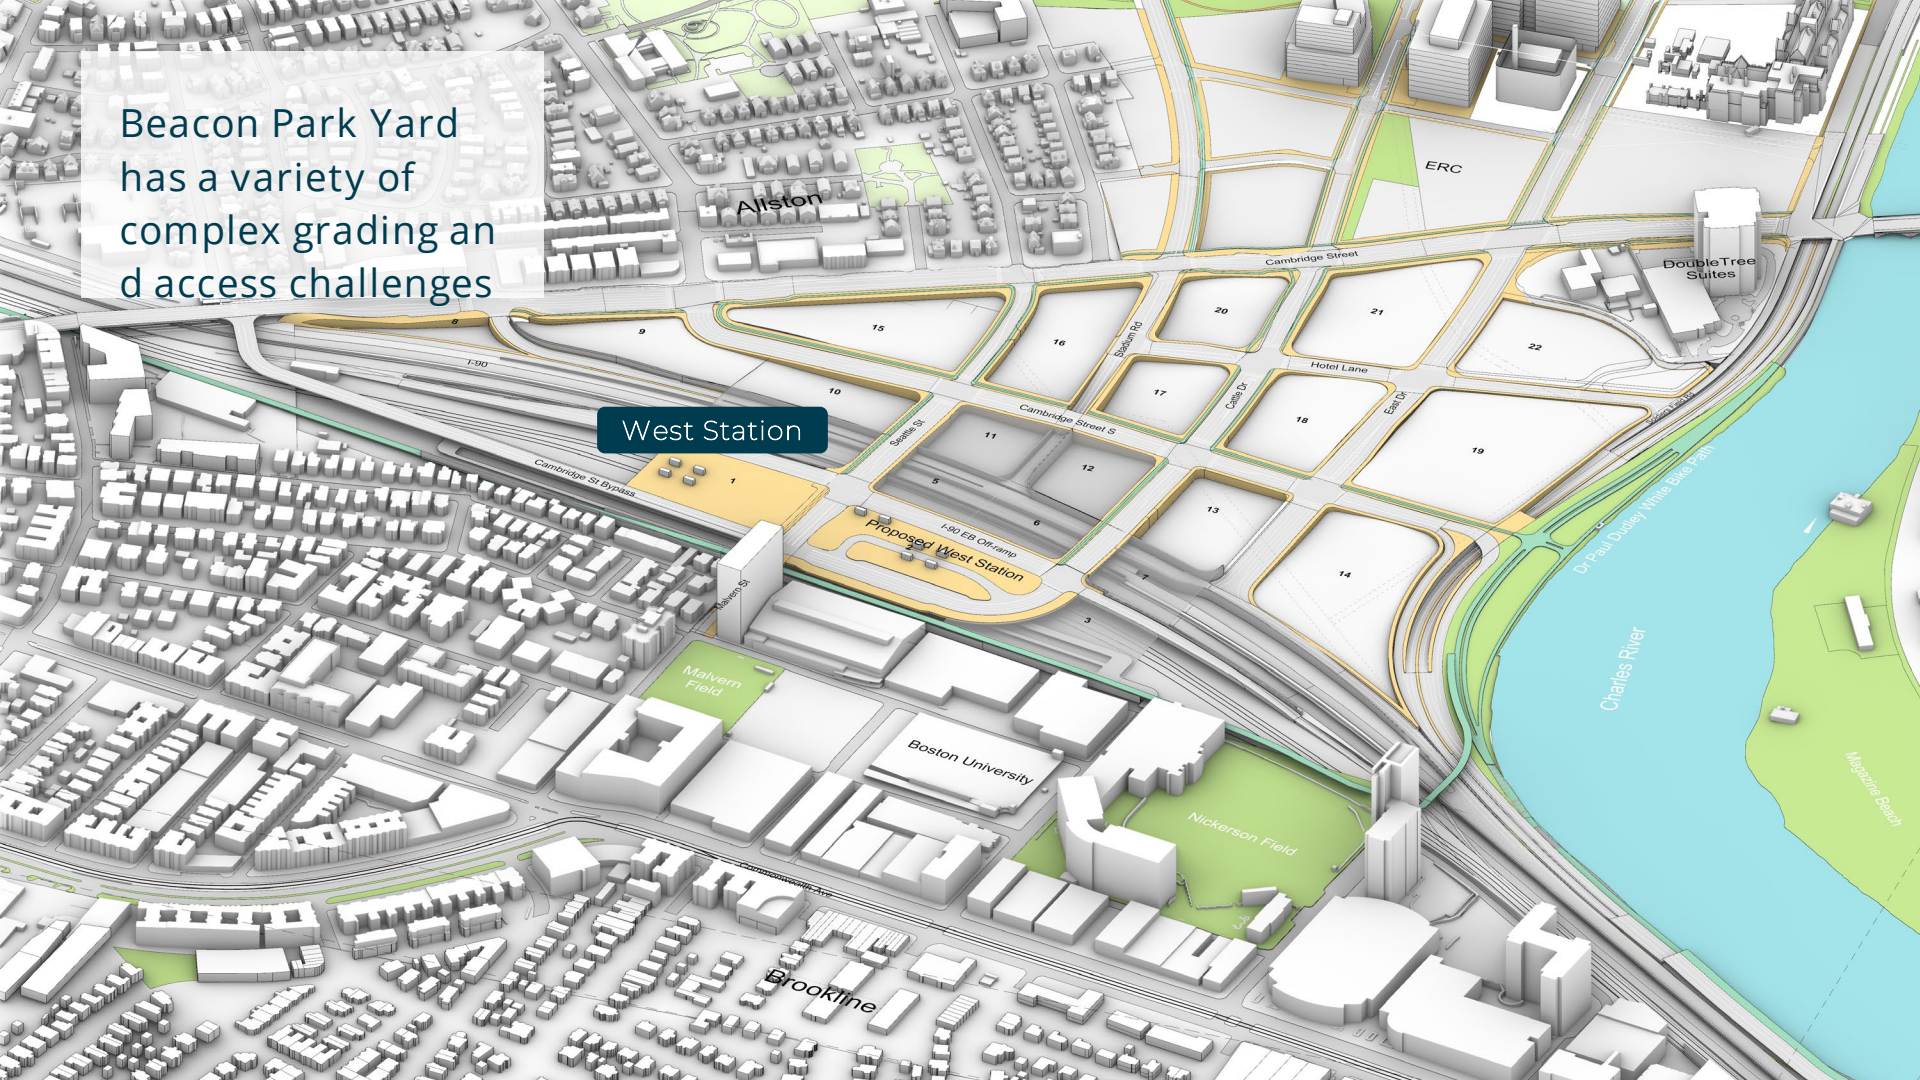 Beacon Park Yard
has a variety of
complex grading an
d access challenges
Allston
ERC
Cambridge Street
DoubleTree
Suites
8
9
15
16
Stadium Rd
20
21
22
I-90
10
Hotel Lane
17
Cattle Dr
18
East Dr
West Station
Cambridge Street S
Seattle St
11
12
19
Cambridge St Bypass
1
5
6
13
I-90 EB Off-ramp
Proposed West Station
2
7
14
3
Malvern St
Dr Paul Dudley White Bike Path
Charles River
Malvern
Field
Boston University
Nickerson Field
Magazine Beach
Commonwealth Ave
Brookline